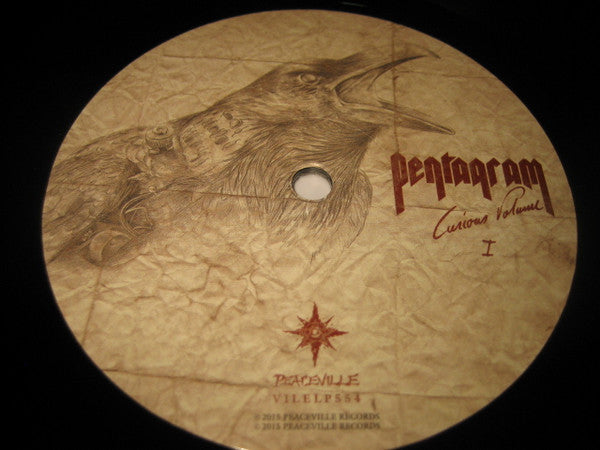 Pentagram
Curious Volume
I
PEACEVILLE
VILELP554
© 2015 PEACEVILLE RECORDS
℗ 2015 PEACEVILLE RECORDS